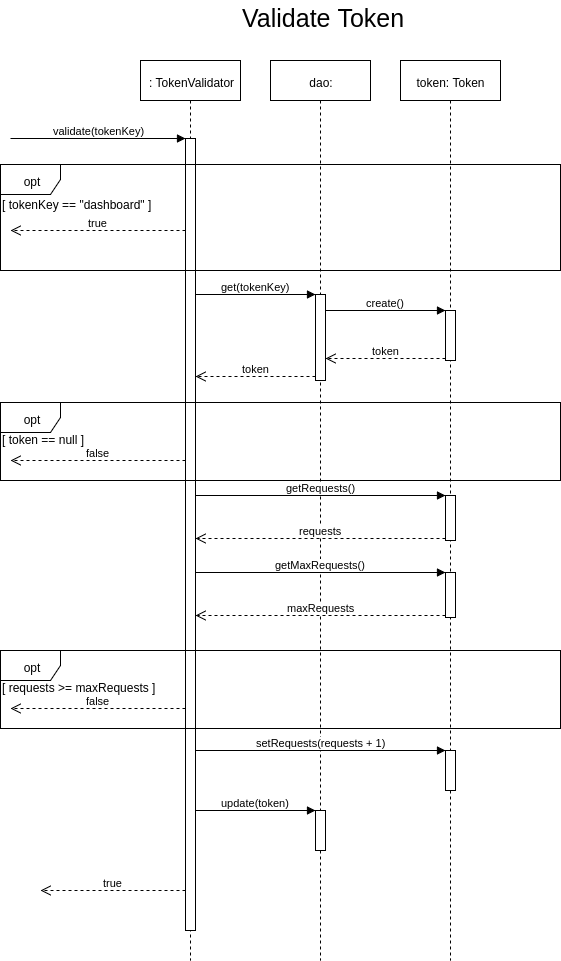 Validate Token
: TokenValidator
dao:
token: Token
validate(tokenKey)
opt
[ tokenKey == "dashboard" ]
true
get(tokenKey)
create()
token
token
opt
[ token == null ]
false
getRequests()
requests
getMaxRequests()
maxRequests
opt
[ requests >= maxRequests ]
false
setRequests(requests + 1)
update(token)
true